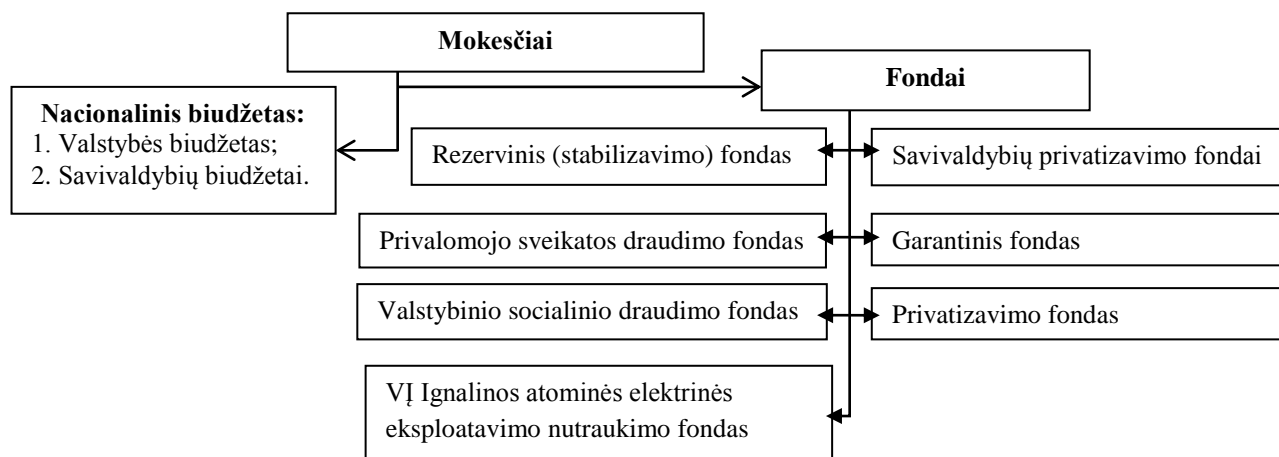 Mokesčiai
Fondai
Nacionalinis biudžetas:
1. Valstybės biudžetas;
2. Savivaldybių biudžetai.
Rezervinis (stabilizavimo) fondas
Savivaldybių privatizavimo fondai
Privalomojo sveikatos draudimo fondas
Garantinis fondas
Valstybinio socialinio draudimo fondas
Privatizavimo fondas
VĮ Ignalinos atominės elektrinės
eksploatavimo nutraukimo fondas